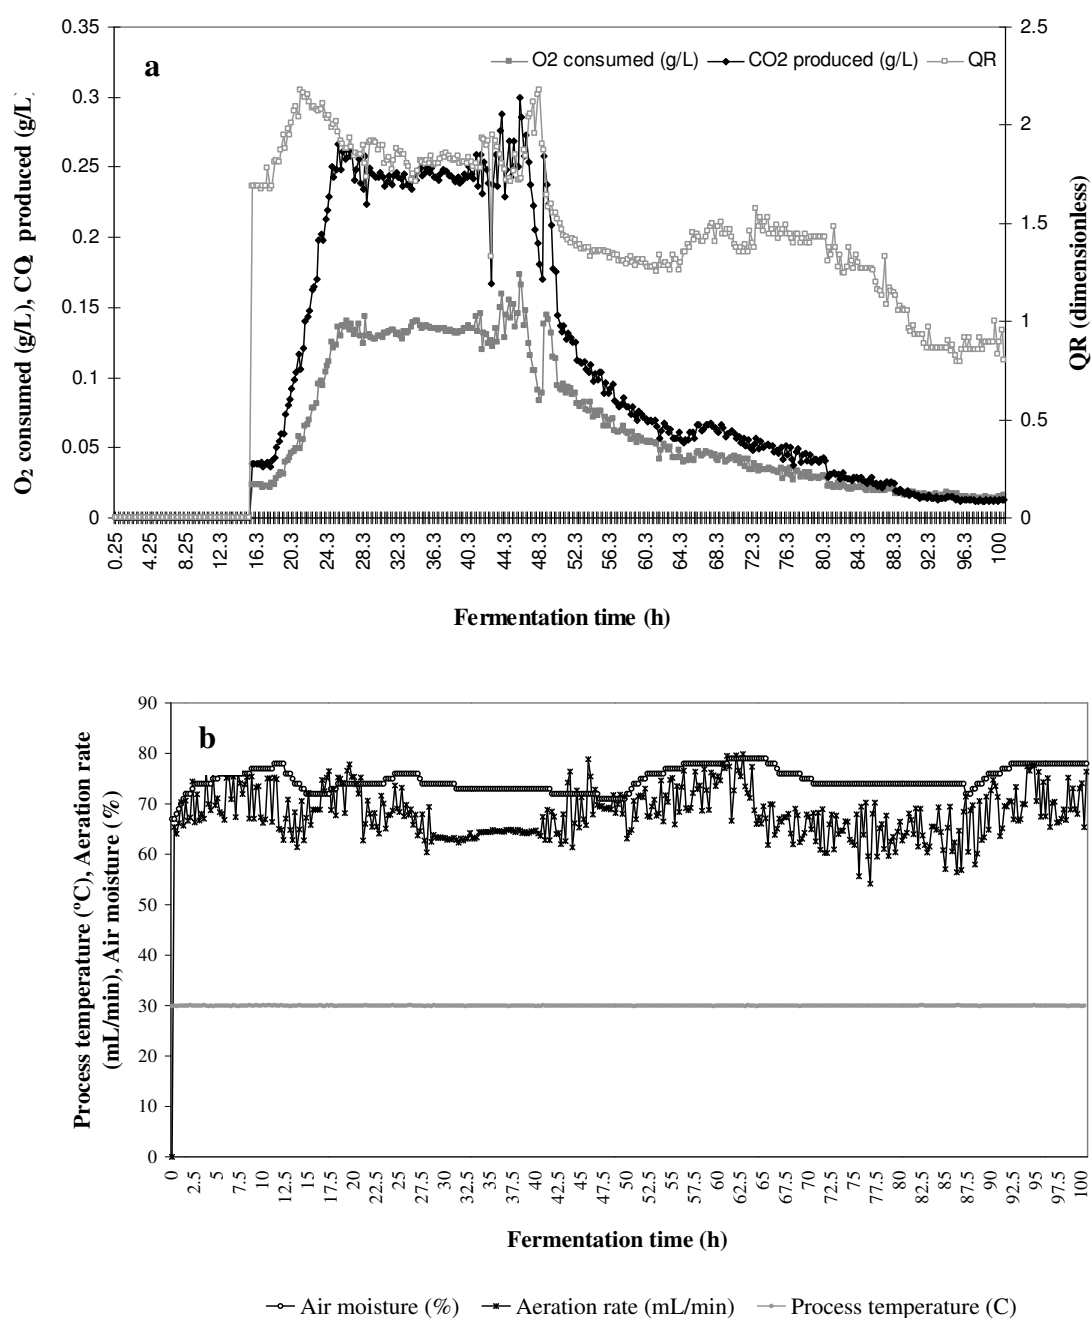 0.35
2.5
a
O2 consumed (g/L)
CO2 produced (g/L)
QR
0.3
0.25
0.2
0.15
0.1
0.05
0
2
1.5
1
0.5
0
O₂ consumed (g/L), CO₂ produced (g/L)
QR (dimensionless)
0.25 4.25 8.25 12.3 16.3 20.3 24.3 28.3 32.3 36.3 40.3 44.3 48.3 52.3 56.3 60.3 64.3 68.3 72.3 76.3 80.3 84.3 88.3 92.3 96.3 100
Fermentation time (h)
b
90
80
70
60
50
40
30
20
10
0
Process temperature (ºC), Aeration rate
(mL/min), Air moisture (%)
0 2.5 5 7.5 10 12.5 15 17.5 20 22.5 25 27.5 30 32.5 35 37.5 40 42.5 45 47.5 50 52.5 55 57.5 60 62.5 65 67.5 70 72.5 75 77.5 80 82.5 85 87.5 90 92.5 95 97.5 100
Fermentation time (h)
Air moisture (%)
Aeration rate (mL/min)
Process temperature (C)